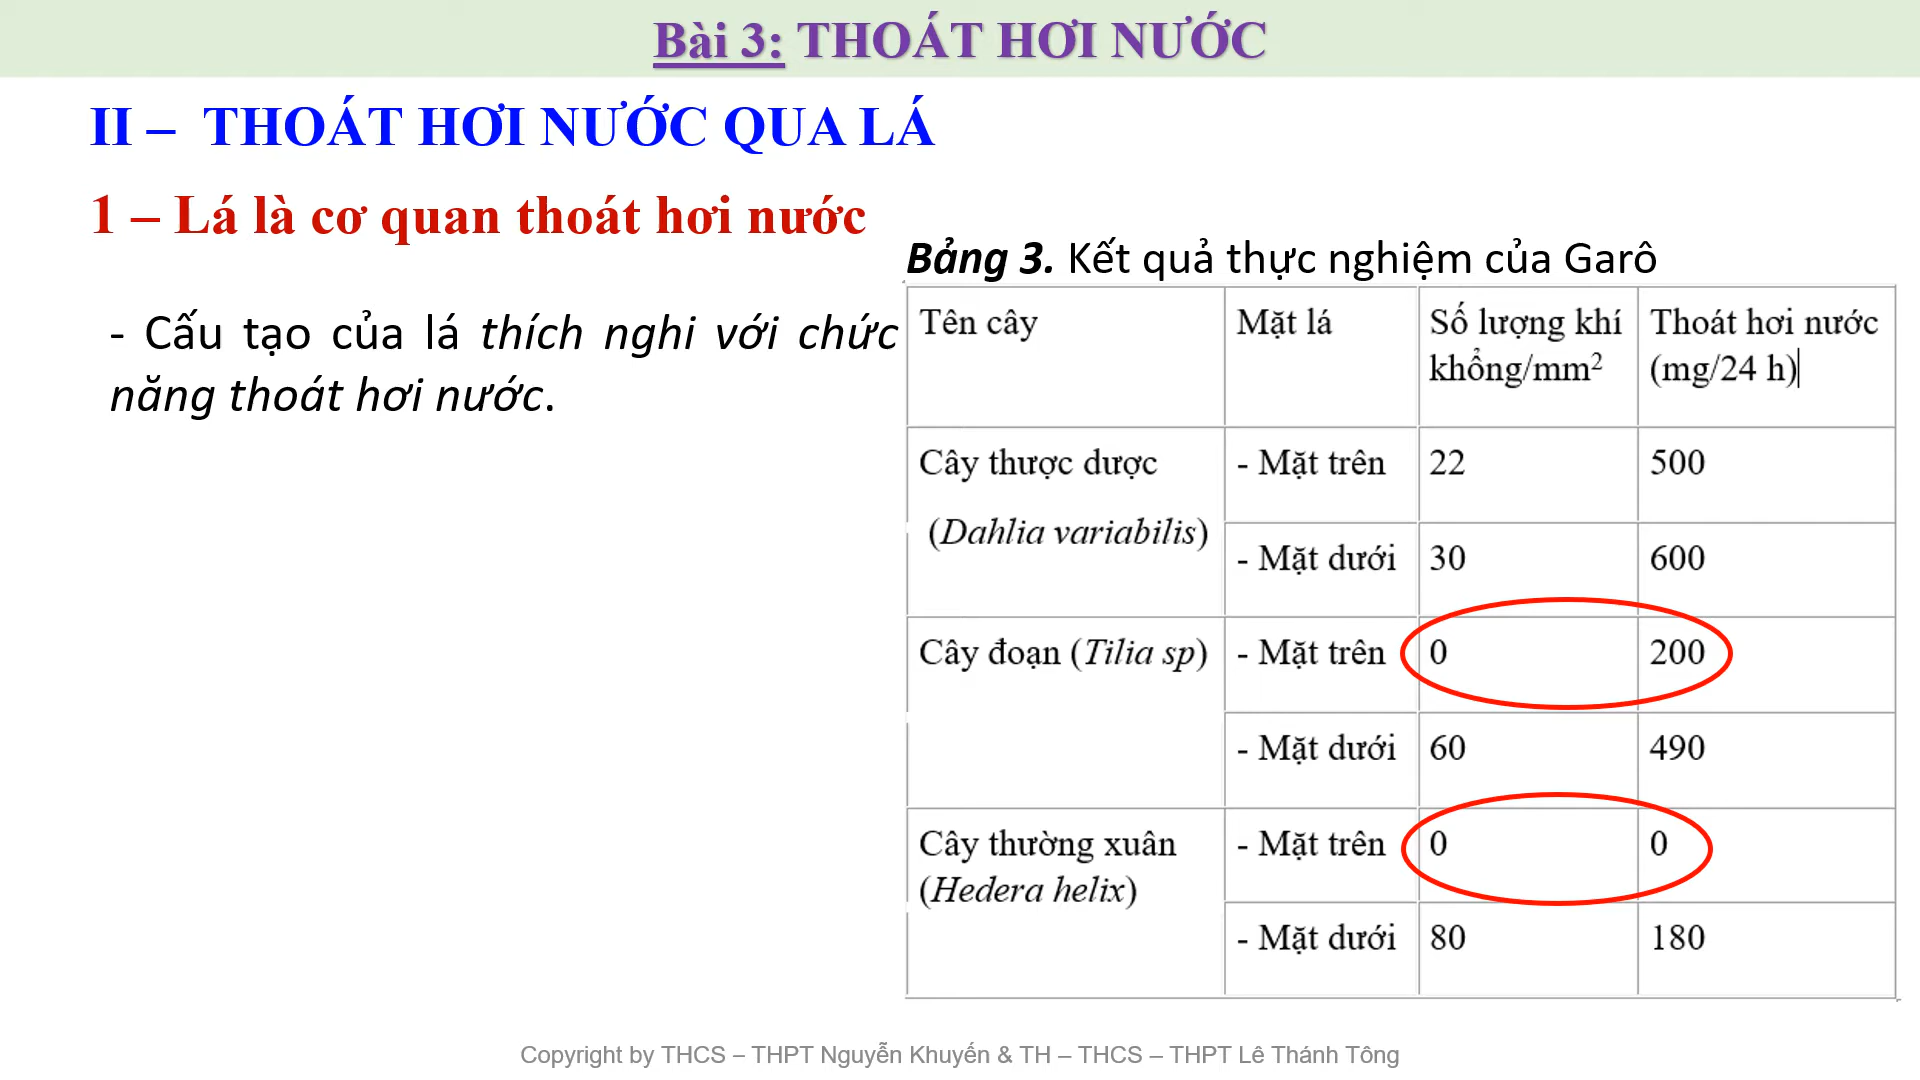 Bài 3: THOÁT HƠI NƯỚC
II – THOÁT HƠI NƯỚC QUA LÁ
1 – Lá là cơ quan thoát hơi nước
- Cấu tạo của lá thích nghi với chức
năng thoát hơi nước.
Bảng 3. Kết quả thực nghiệm của Garô
Tên cây Mặt lá Số lượng khí Thoát hơi nước
khổng/mm² (mg/24 h)
Cây thược dược - Mặt trên 22 500
(Dahlia variabilis)
- Mặt dưới 30 600
Cây đoạn (Tilia sp) - Mặt trên 0 200
- Mặt dưới 60 490
Cây thường xuân - Mặt trên 0 0
(Hedera helix)
- Mặt dưới 80 180
Copyright by THCS – THPT Nguyễn Khuyến & TH – THCS – THPT Lê Thánh Tông